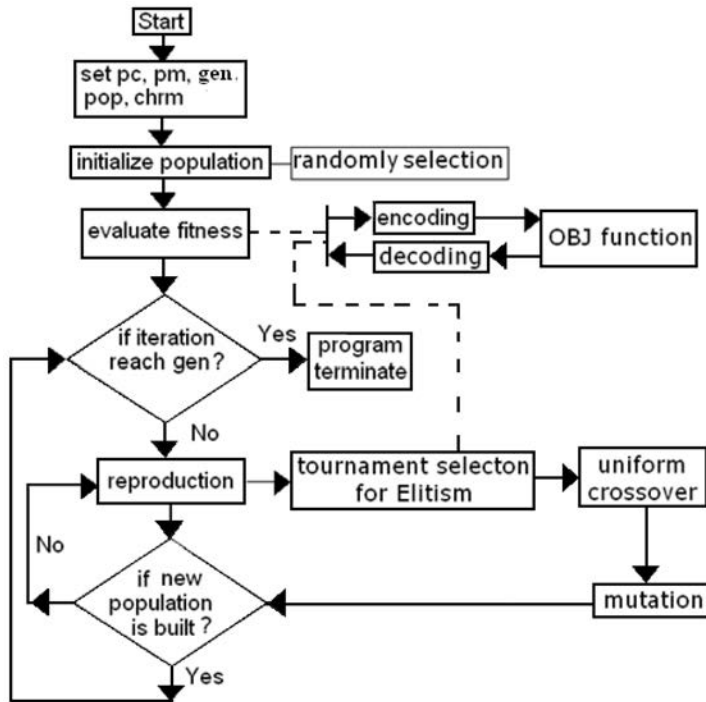 Start
set pc, pm, gen.
pop, chrm
initialize population
randomly selection
evaluate fitness
encoding
decoding
OBJ function
if iteration
reach gen?
Yes
program
terminate
No
reproduction
tournament selecton
for Elitism
uniform
crossover
No
if new
population
is built?
mutation
Yes